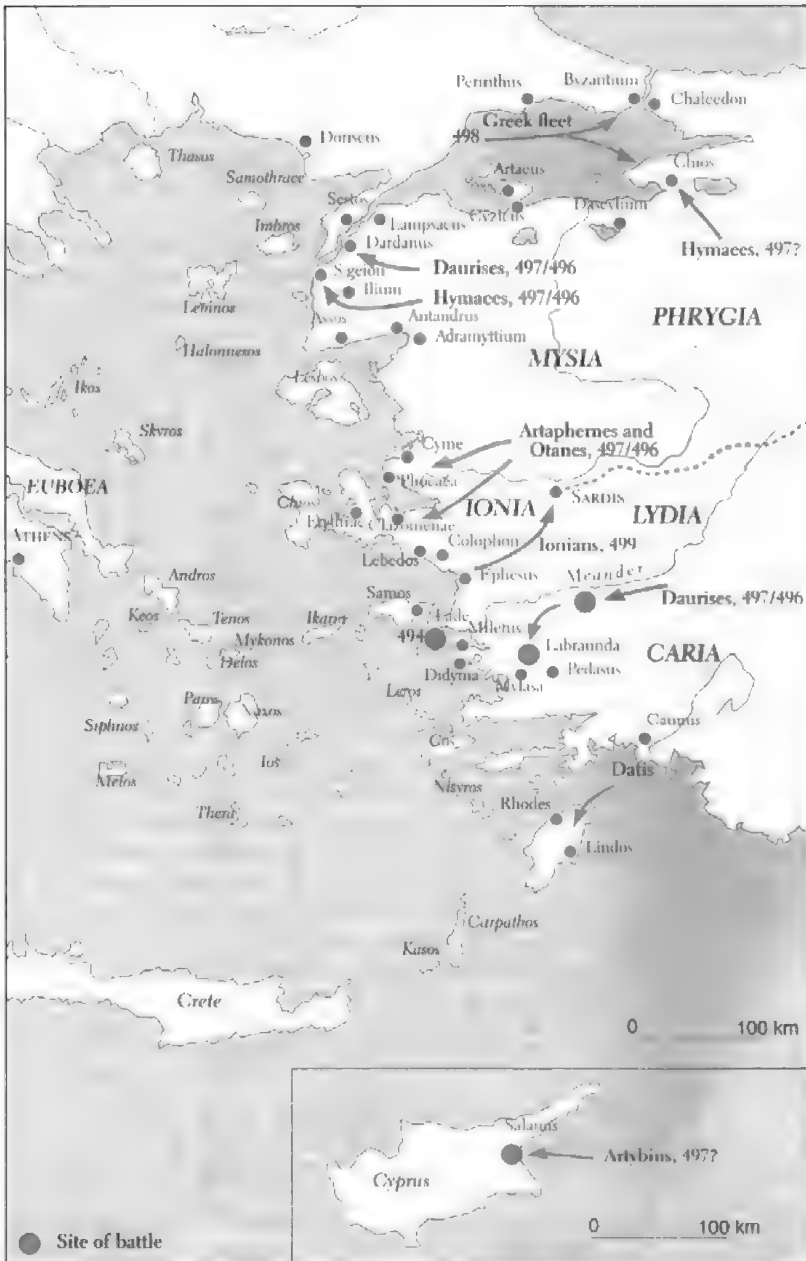 Perinthus
Byzantium
Chalcedon
Greek fleet
498
Doriscus
Thasos
Samothrace
Artacus
Chios
Sestos
Lampsacus
Cyzicus
Dascylium
Imbros
Dardanus
Hymaees, 497?
Daurises, 497/496
Sigeion
Ilium
Hymaees, 497/496
PHRYGIA
Lemnos
Assos
Antandrus
Adramyttium
Halonnesos
MYSIA
Ikos
Lesbos
Skyros
Cyme
Artaphernes and
Otanes, 497/496
Phocaea
EUBOEA
SARDIS
IONIA
LYDIA
Clazomenae
ATHENS
Colophon
Ionians, 499
Lebedos
Ephesus
Meander
Andros
Samos
Daurises, 497/496
Keos
Tenos
Lade
Mykonos
494
Miletus
Labraunda
CARIA
Delos
Didyma
Mylasa
Pedasus
Leros
Paros
Naxos
Siphnos
Caunus
Cos
Ios
Datis
Melos
Nisyros
Thera
Rhodes
Lindos
Carpathos
Kasos
Crete
0 100 km
Salamis
Artybius, 497?
Cyprus
0 100 km
Site of battle